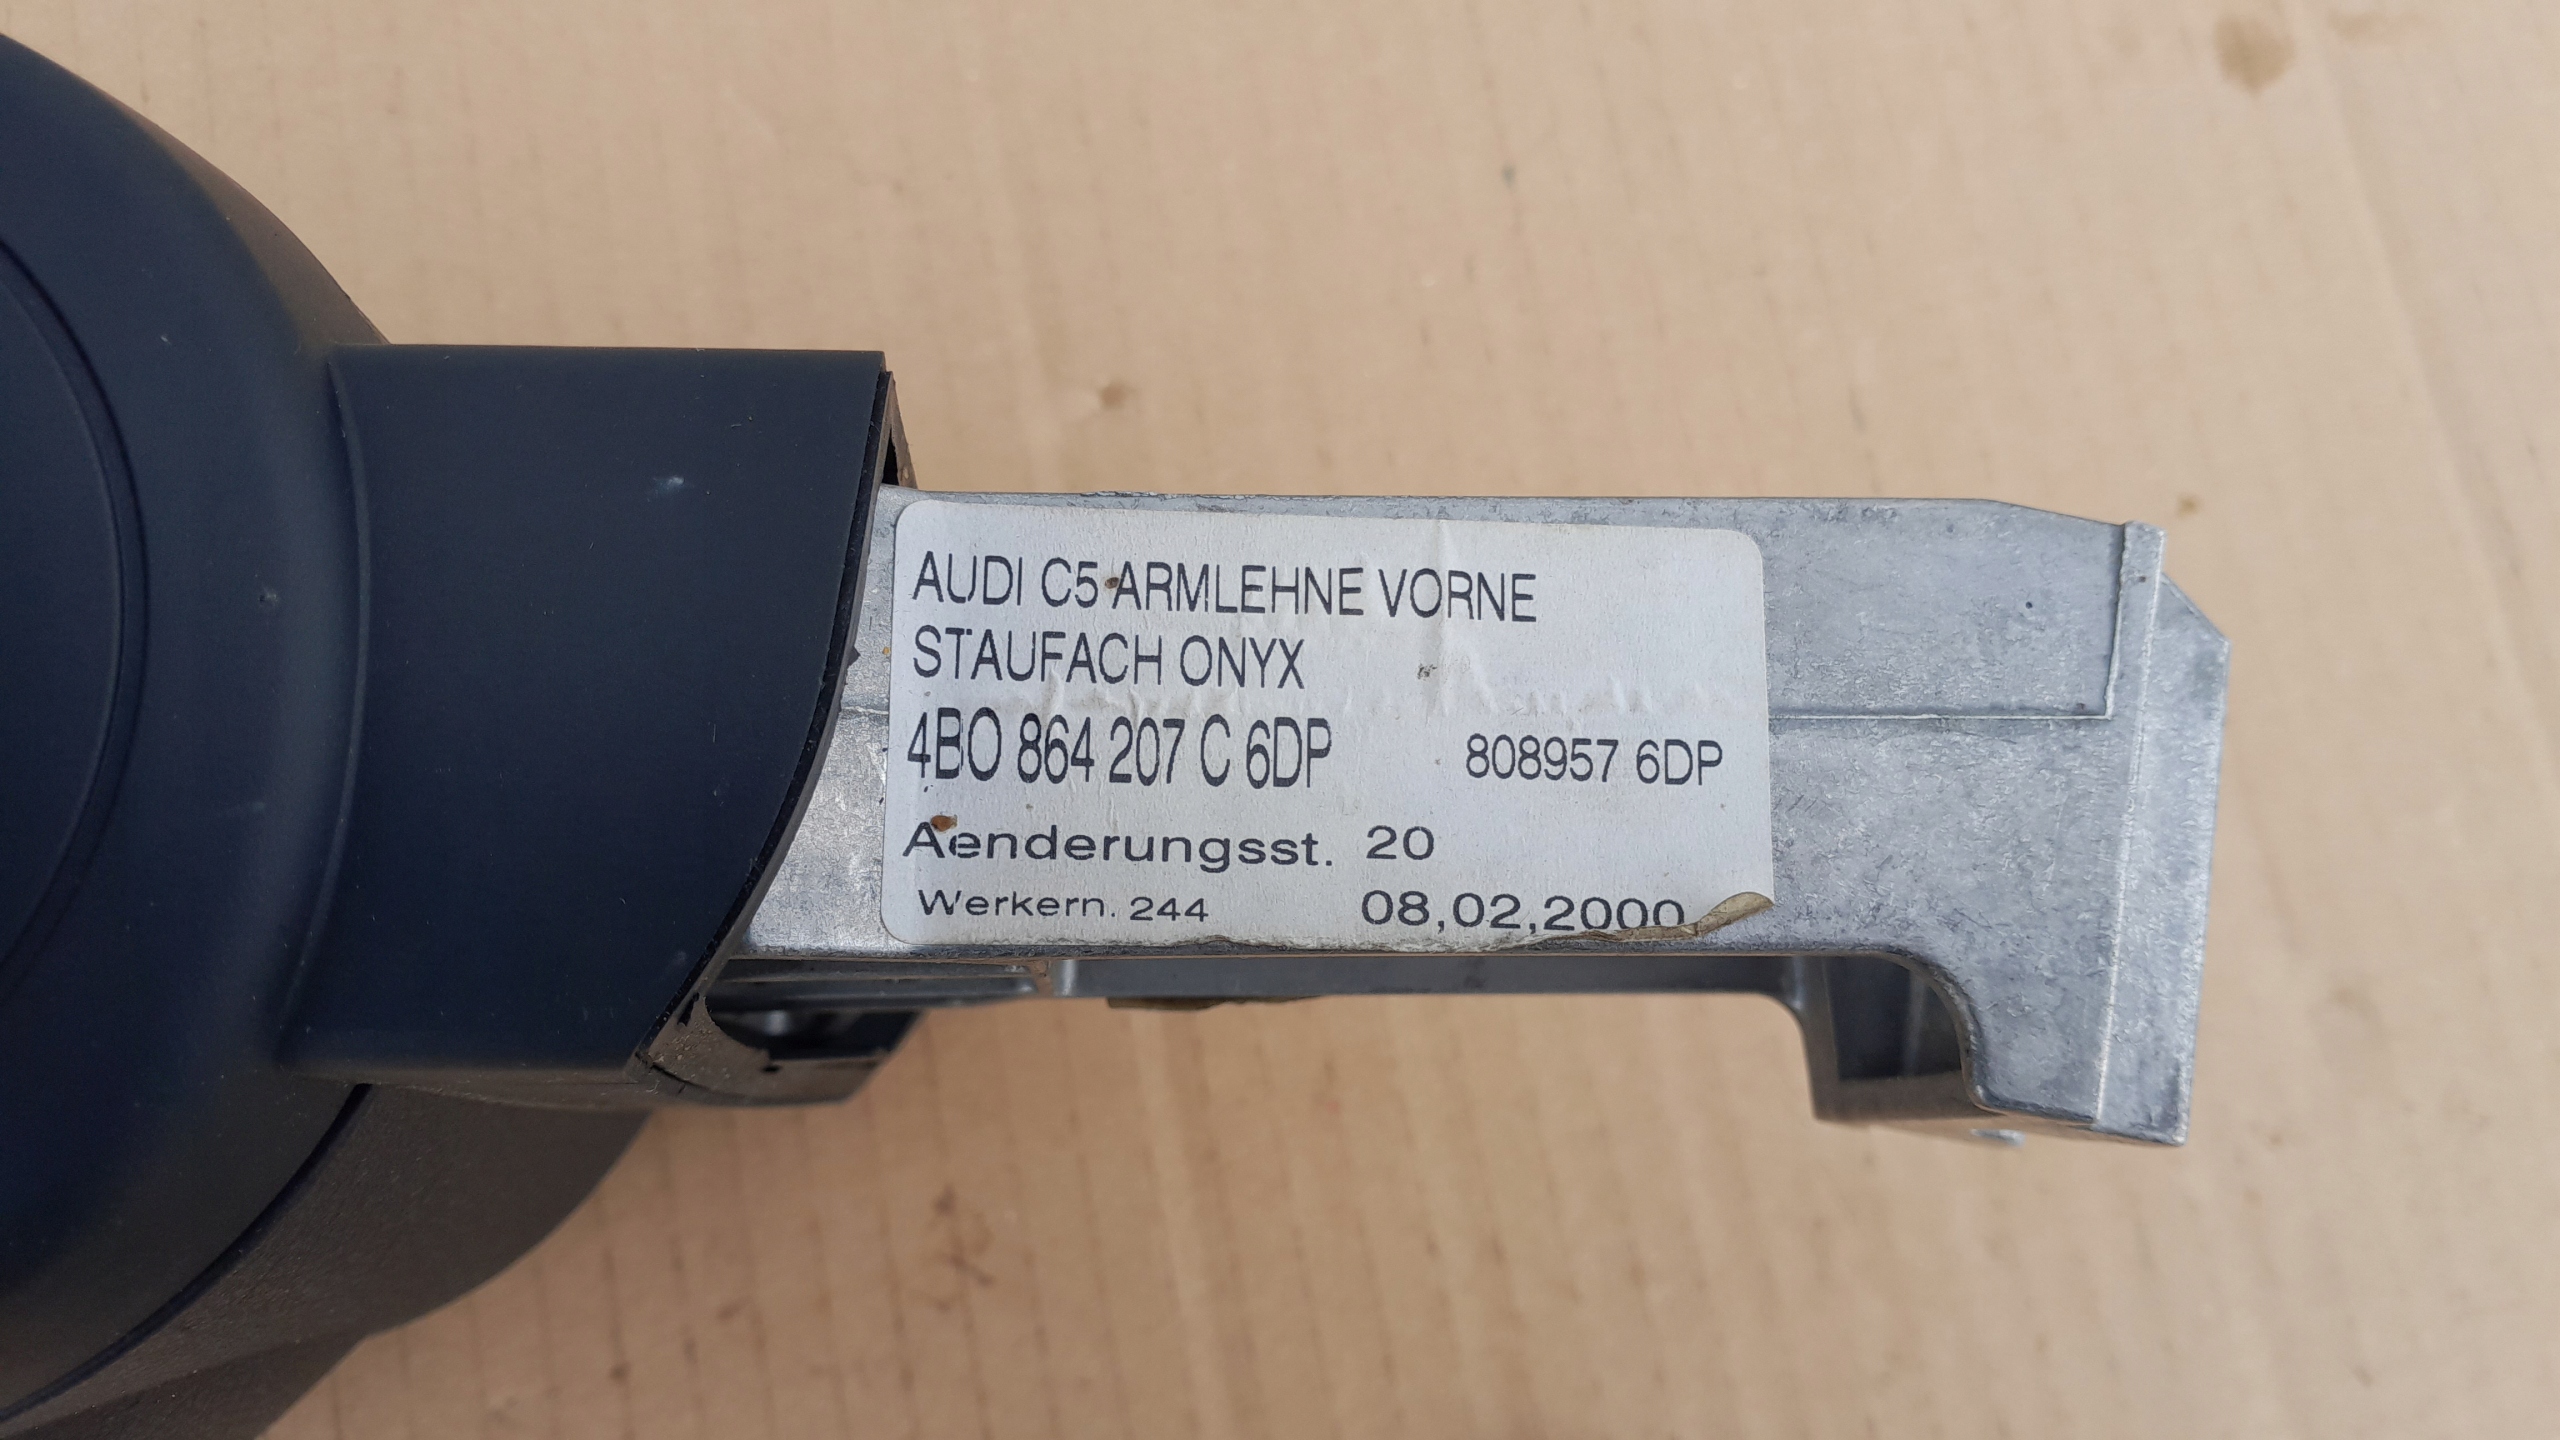 AUDI C5 ARMLEHNE VORNE
STAUFACH ONYX
4B0 864 207 C 6DP 808957 6DP
Aenderungsst. 20
Werkern. 244 08,02,2000